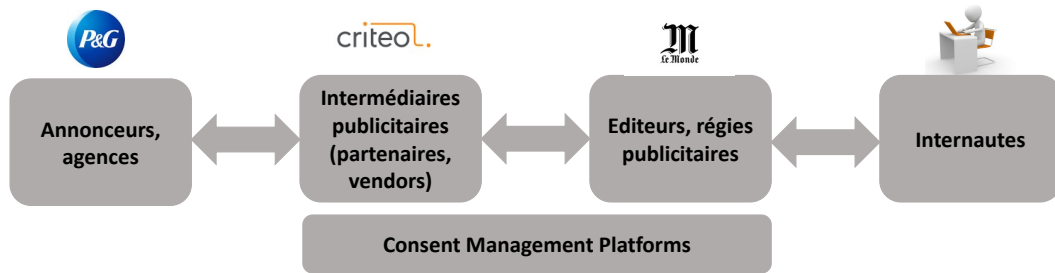 P&G
criteo
M
Le Monde
Annonceurs,
agences
Intermédiaires
publicitaires
(partenaires,
vendors)
Editeurs, régies
publicitaires
Internautes
Consent Management Platforms